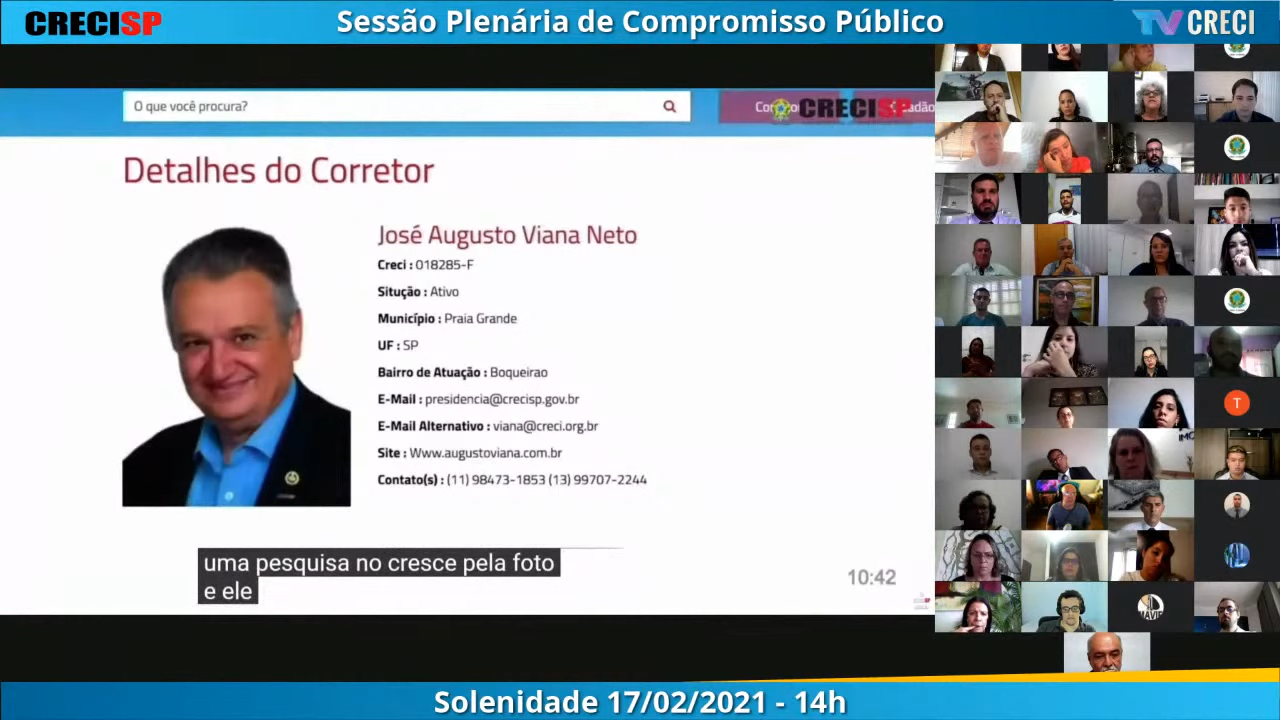 CRECISP
Sessão Plenária de Compromisso Público
TV CRECI
O que você procura?
CRECISP
Detalhes do Corretor
José Augusto Viana Neto
Creci : 018285-F
Situção : Ativo
Município : Praia Grande
UF : SP
Bairro de Atuação : Boqueirao
E-Mail : presidencia@crecisp.gov.br
E-Mail Alternativo : viana@creci.org.br
Site : Www.augustoviana.com.br
Contato(s) : (11) 98473-1853 (13) 99707-2244
uma pesquisa no cresce pela foto
e ele
10:42
T
Solenidade 17/02/2021 - 14h